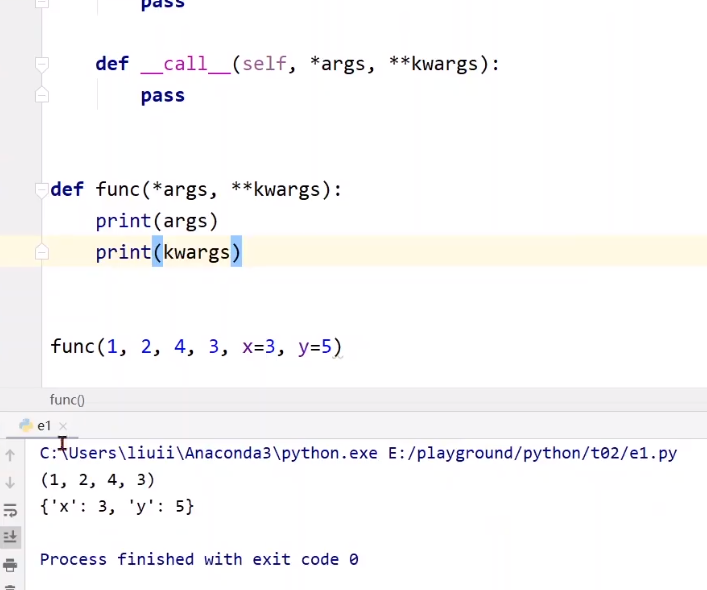 pass
def __call__(self, *args, **kwargs):
pass
def func(*args, **kwargs):
print(args)
print(kwargs)
func(1, 2, 4, 3, x=3, y=5)
func()
e1
C:\Users\liuii\Anaconda3\python.exe E:/playground/python/t02/e1.py
(1, 2, 4, 3)
{'x': 3, 'y': 5}
Process finished with exit code 0